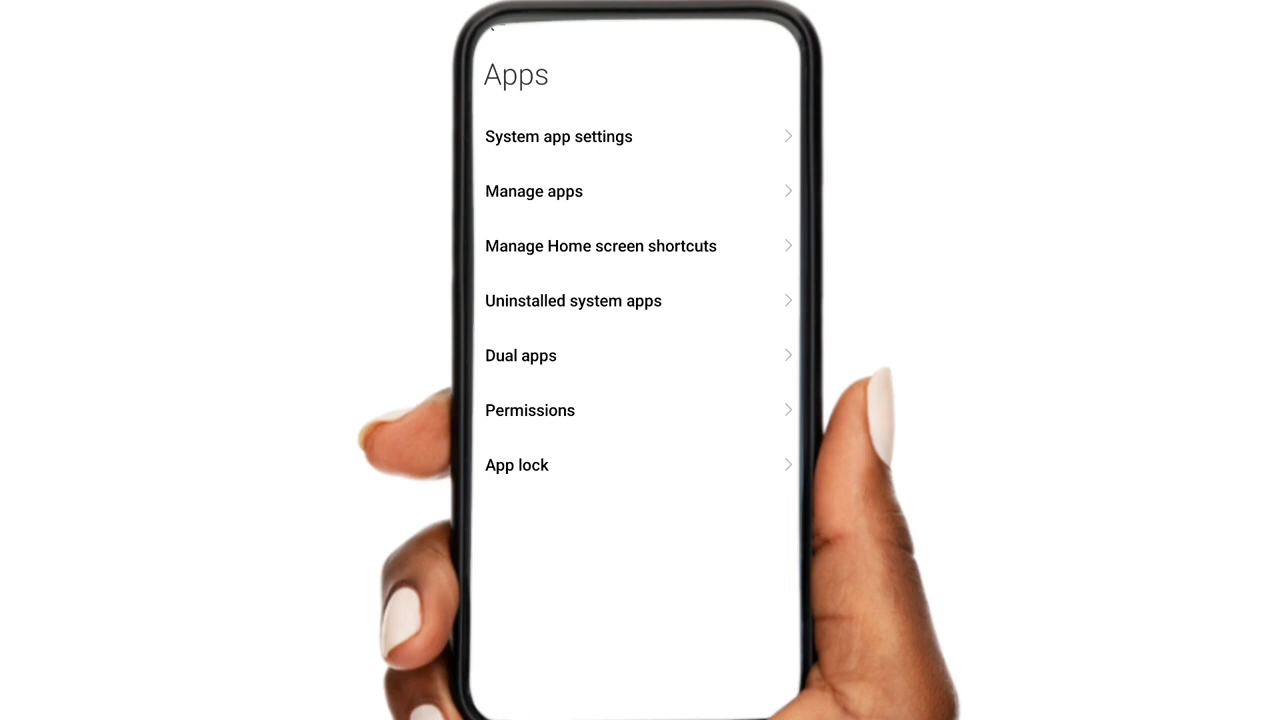 Apps
System app settings
Manage apps
Manage Home screen shortcuts
Uninstalled system apps
Dual apps
Permissions
App lock